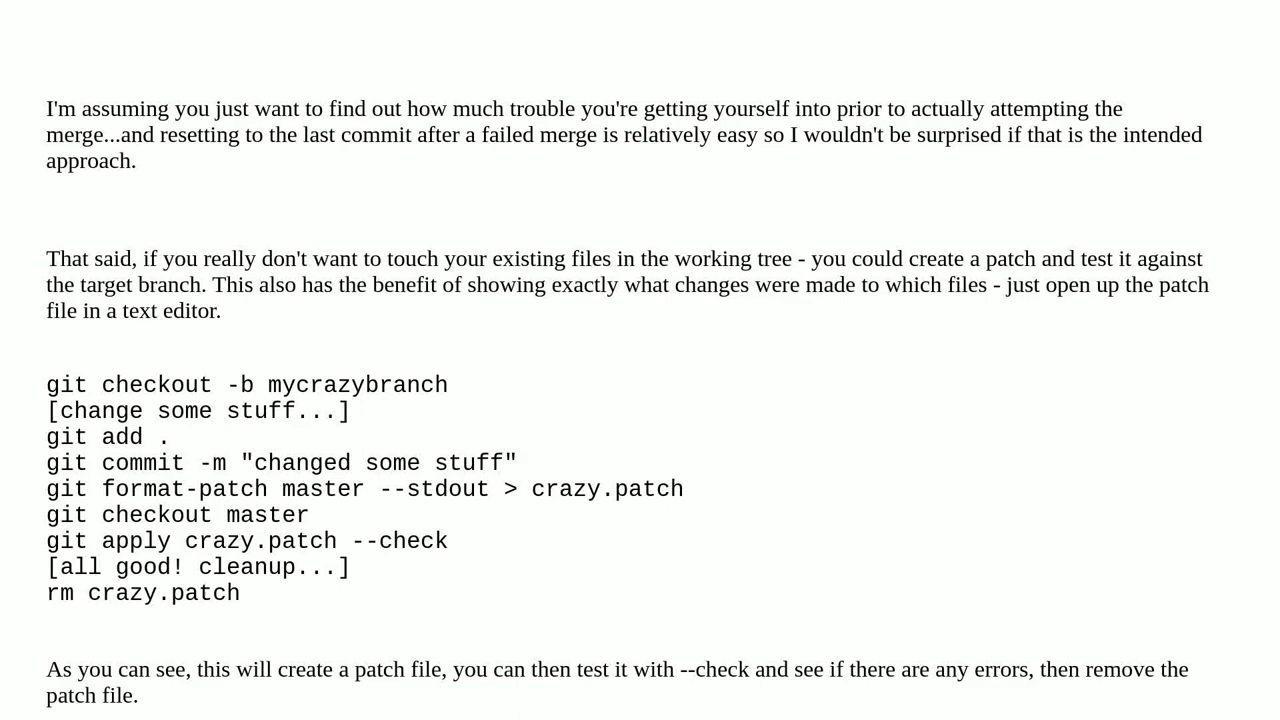 I'm assuming you just want to find out how much trouble you're getting yourself into prior to actually attempting the
merge...and resetting to the last commit after a failed merge is relatively easy so I wouldn't be surprised if that is the intended
approach.
That said, if you really don't want to touch your existing files in the working tree - you could create a patch and test it against
the target branch. This also has the benefit of showing exactly what changes were made to which files - just open up the patch
file in a text editor.
git checkout -b mycrazybranch
[change some stuff...]
git add .
git commit -m "changed some stuff"
git format-patch master --stdout > crazy.patch
git checkout master
git apply crazy.patch --check
[all good! cleanup...]
rm crazy.patch
As you can see, this will create a patch file, you can then test it with --check and see if there are any errors, then remove the
patch file.